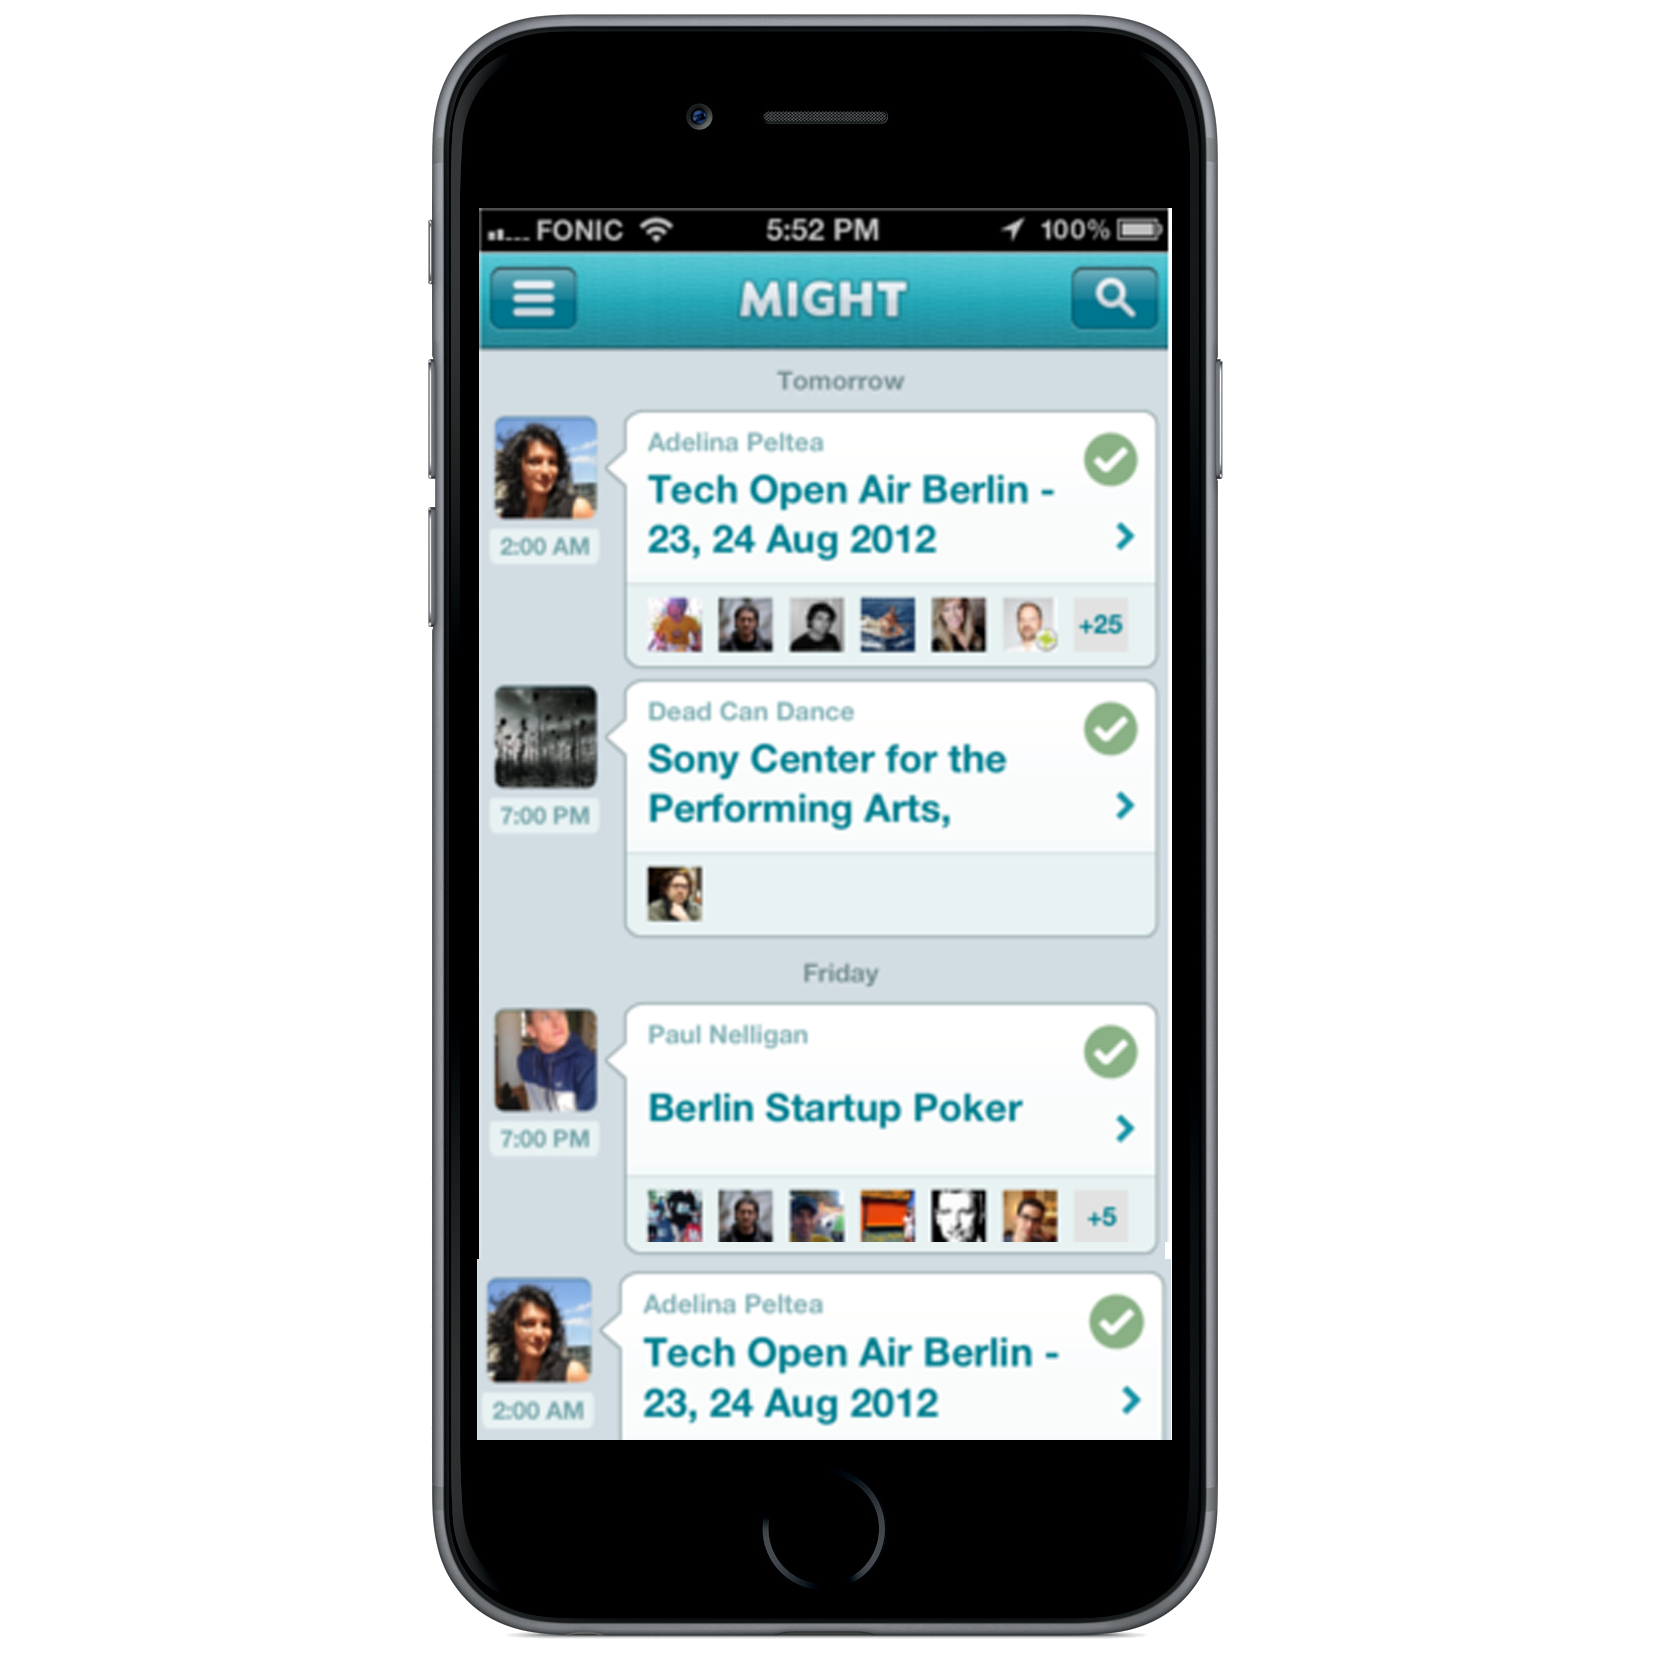 FONIC 5:52 PM 100%
MIGHT
Tomorrow
Adelina Peltea
Tech Open Air Berlin -
23, 24 Aug 2012
2:00 AM
+25
Dead Can Dance
Sony Center for the
Performing Arts,
7:00 PM
Friday
Paul Nelligan
Berlin Startup Poker
7:00 PM
+5
Adelina Peltea
Tech Open Air Berlin -
23, 24 Aug 2012
2:00 AM